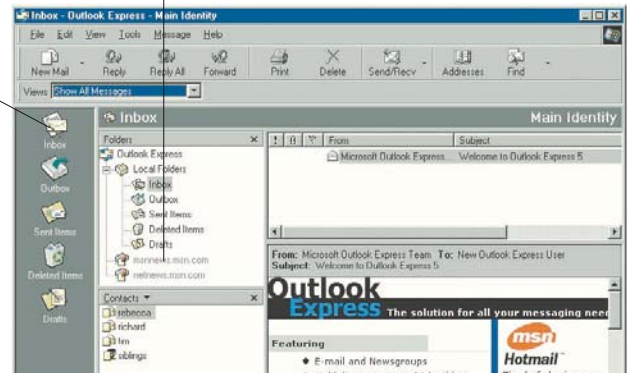 Inbox - Outlook Express - Main Identity
File Edit View Tools Message Help
New Mail Reply Reply All Forward Print Delete Send/Recv Addresses Find
Views Show All Messages
Inbox Main Identity
Inbox
Outbox
Sent Items
Deleted Items
Drafts
Folders
Outlook Express
Local Folders
Inbox
Outbox
Sent Items
Deleted Items
Drafts
msnnews.msn.com
netnews.msn.com
Contacts
rebecca
richard
tim
siblings
! From Subject
Microsoft Outlook Express... Welcome to Outlook Express 5
From: Microsoft Outlook Express Team To: New Outlook Express User
Subject: Welcome to Outlook Express 5
Outlook
Express The solution for all your messaging need
Featuring
E-mail and Newsgroups
msn
Hotmail